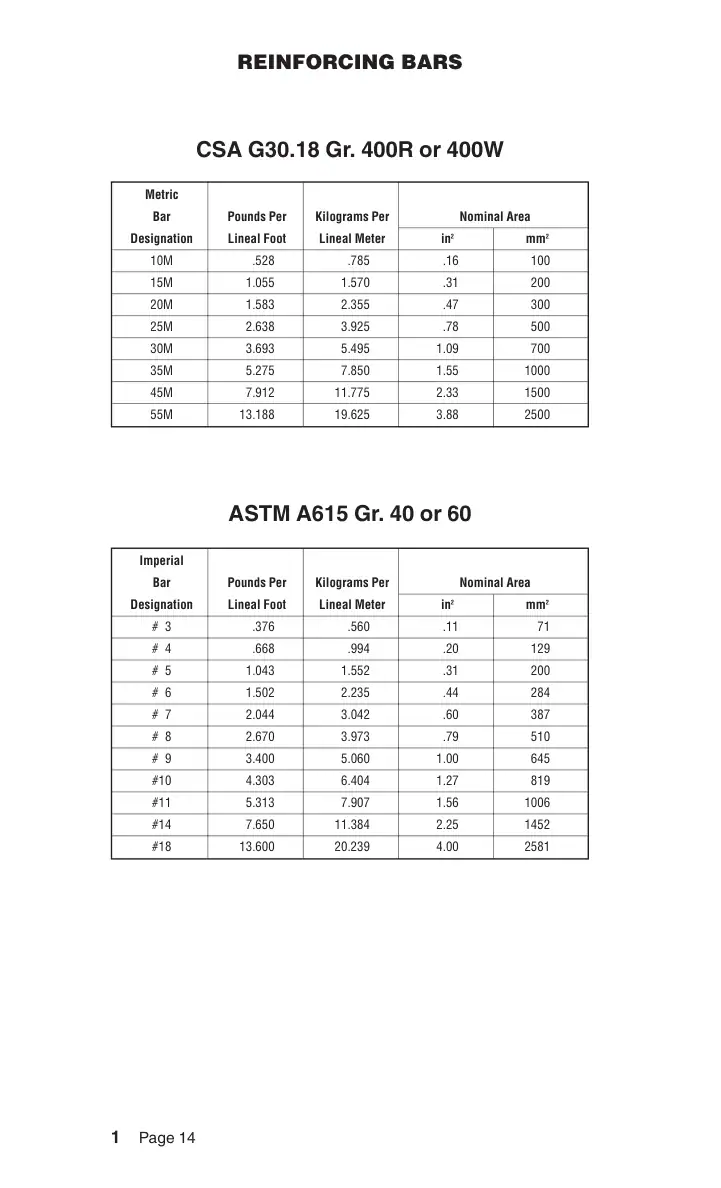 REINFORCING BARS
CSA G30.18 Gr. 400R or 400W
Metric
Bar Pounds Per Kilograms Per Nominal Area
Designation Lineal Foot Lineal Meter in² mm²
10M .528 .785 .16 100
15M 1.055 1.570 .31 200
20M 1.583 2.355 .47 300
25M 2.638 3.925 .78 500
30M 3.693 5.495 1.09 700
35M 5.275 7.850 1.55 1000
45M 7.912 11.775 2.33 1500
55M 13.188 19.625 3.88 2500
ASTM A615 Gr. 40 or 60
Imperial
Bar Pounds Per Kilograms Per Nominal Area
Designation Lineal Foot Lineal Meter in² mm²
# 3 .376 .560 .11 71
# 4 .668 .994 .20 129
# 5 1.043 1.552 .31 200
# 6 1.502 2.235 .44 284
# 7 2.044 3.042 .60 387
# 8 2.670 3.973 .79 510
# 9 3.400 5.060 1.00 645
#10 4.303 6.404 1.27 819
#11 5.313 7.907 1.56 1006
#14 7.650 11.384 2.25 1452
#18 13.600 20.239 4.00 2581
1 Page 14